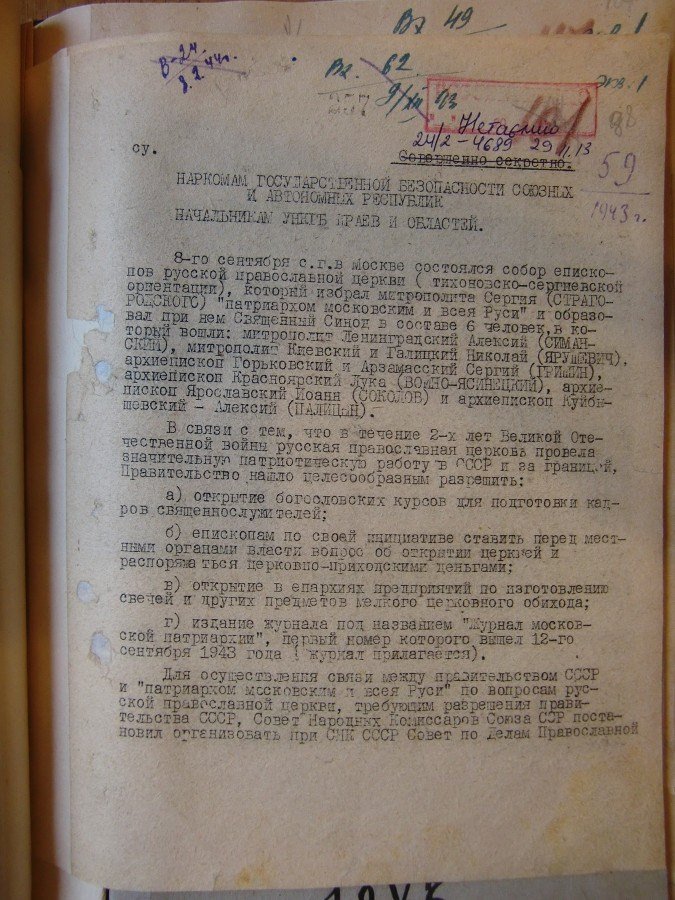 Вх 49
В-24
8.2.44г.
Вх. 62
9/XII 43
экз. 1
98
Несекретно
24/2-4689 29.11.13
су.
Совершенно секретно.
59
1943 г.
НАРКОМАМ ГОСУДАРСТВЕННОЙ БЕЗОПАСНОСТИ СОЮЗНЫХ
И АВТОНОМНЫХ РЕСПУБЛИК
НАЧАЛЬНИКАМ УНКГБ КРАЕВ И ОБЛАСТЕЙ.
8-го сентября с.г.в Москве состоялся собор еписко-
пов русской православной церкви ( тихоновско-сергиевской
ориентации), который избрал митрополита Сергия (СТРАГО-
РОДСКОГО) "патриархом московским и всея Руси" и образо-
вал при нем Священный Синод в составе 6 человек,в ко-
торый вошли: митрополит Ленинградский Алексий (СИМАН-
СКИЙ), митрополит Киевский и Галицкий Николай (ЯРУШЕВИЧ),
архиепископ Горьковский и Арзамасский Сергий (ГРИШИН),
архиепископ Красноярский Лука (ВОЙНО-ЯСИНЕЦКИЙ), архие-
пископ Ярославский Иоанн (СОКОЛОВ) и архиепископ Куйбы-
шевский - Алексий (ПАЛИЦЫН).
В связи с тем, что в течение 2-х лет Великой Оте-
чественной войны русская православная церковь провела
значительную патриотическую работу в СССР и за границей,
Правительство нашло целесообразным разрешить:
а) открытие богословских курсов для подготовки кад-
ров священнослужителей;
б) епископам по своей инициативе ставить перед мест-
ными органами власти вопрос об открытии церквей и
распоряжаться церковно-приходскими деньгами;
в) открытие в епархиях предприятий по изготовлению
свечей и других предметов мелкого церковного обихода;
г) издание журнала под названием "Журнал москов-
ской патриархии", первый номер которого вышел 12-го
сентября 1943 года ( журнал прилагается).
Для осуществления связи между правительством СССР
и "патриархом московским и всея Руси" по вопросам рус-
ской православной церкви, требующим разрешения прави-
тельства СССР, Совет Народных Комиссаров Союза ССР поста-
новил организовать при СНК СССР Совет по Делам Православной